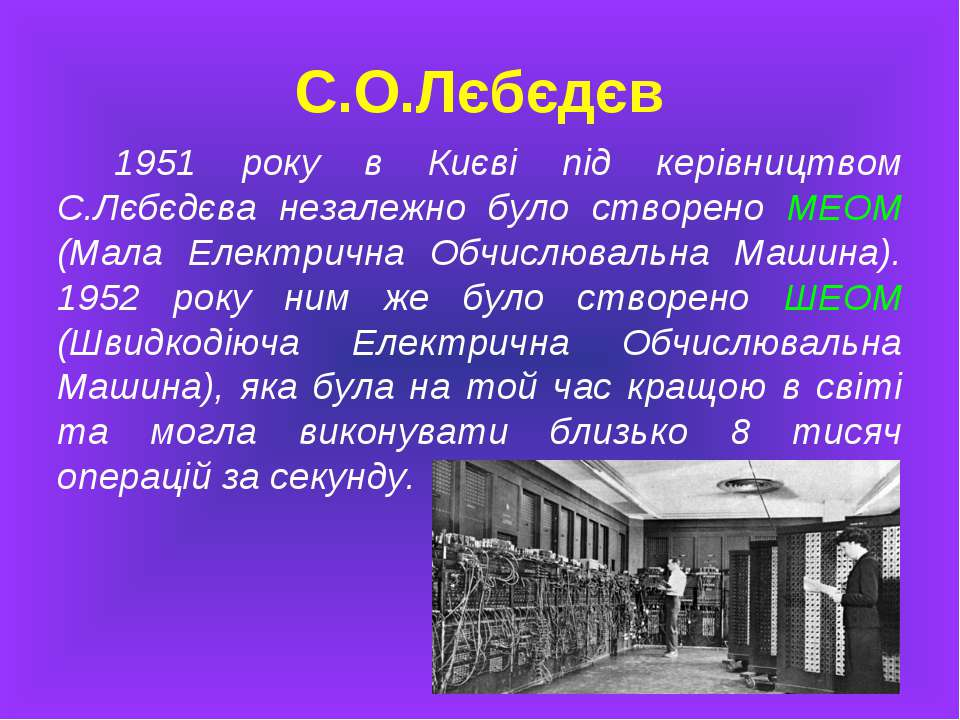 С.О.Лєбєдєв
1951 року в Києві під керівництвом
С.Лєбєдєва незалежно було створено МЕОМ
(Мала Електрична Обчислювальна Машина).
1952 року ним же було створено ШЕОМ
(Швидкодіюча Електрична Обчислювальна
Машина), яка була на той час кращою в світі
та могла виконувати близько 8 тисяч
операцій за секунду.